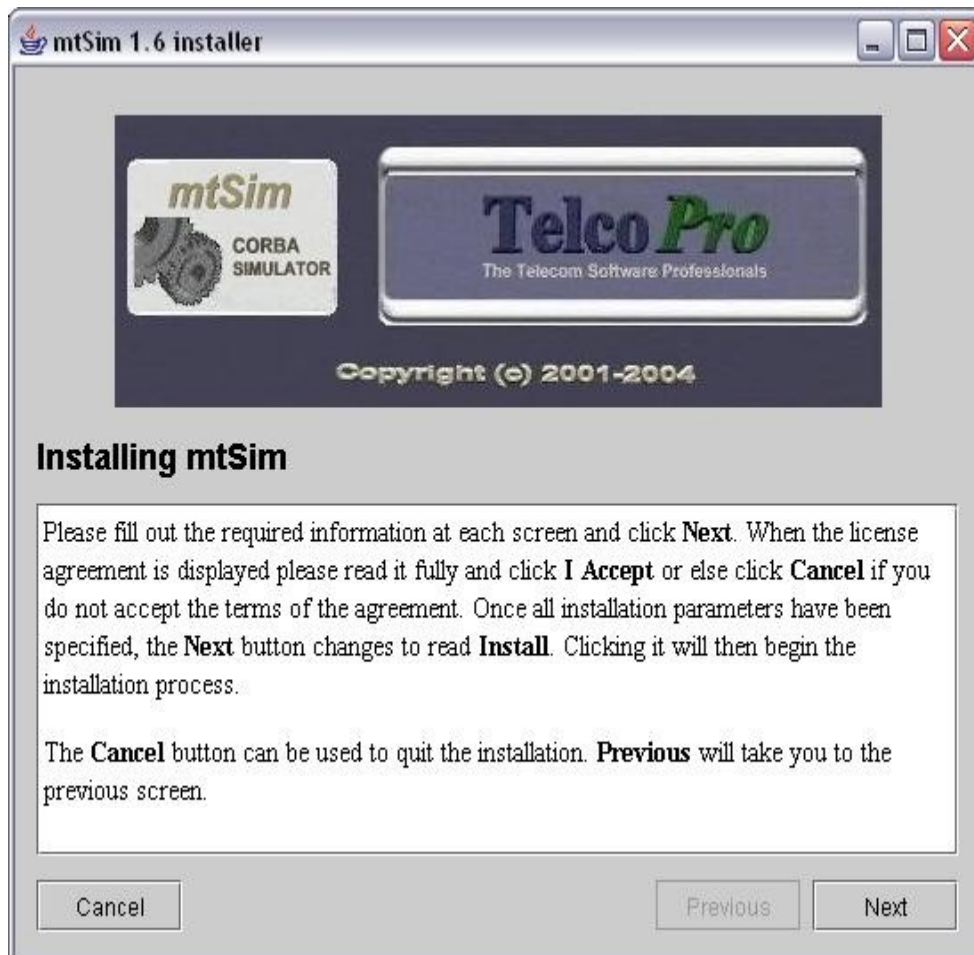 mtSim 1.6 installer
mtSim
CORBA
SIMULATOR
TelcoPro
The Telecom Software Professionals
Copyright (c) 2001-2004
Installing mtSim
Please fill out the required information at each screen and click Next. When the license
agreement is displayed please read it fully and click I Accept or else click Cancel if you
do not accept the terms of the agreement. Once all installation parameters have been
specified, the Next button changes to read Install. Clicking it will then begin the
installation process.
The Cancel button can be used to quit the installation. Previous will take you to the
previous screen.
Cancel
Previous
Next